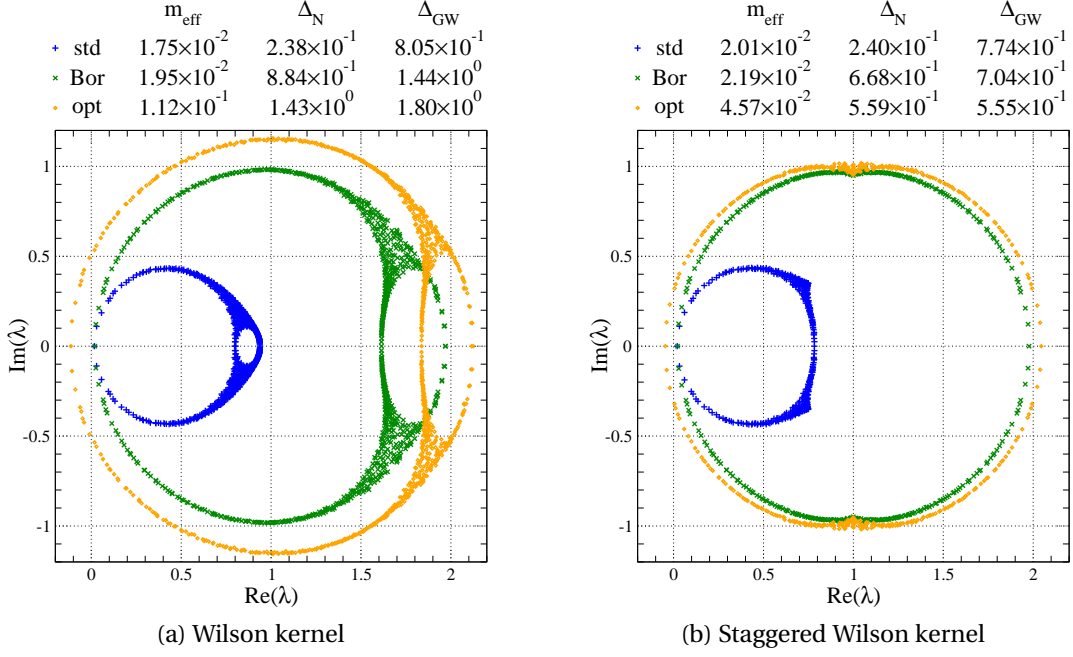 m_eff Δ_N Δ_GW
+ std 1.75×10⁻² 2.38×10⁻¹ 8.05×10⁻¹
× Bor 1.95×10⁻² 8.84×10⁻¹ 1.44×10⁰
opt 1.12×10⁻¹ 1.43×10⁰ 1.80×10⁰
1
0.5
0
-0.5
-1
Im(λ)
0 0.5 1 1.5 2
Re(λ)
(a) Wilson kernel
m_eff Δ_N Δ_GW
+ std 2.01×10⁻² 2.40×10⁻¹ 7.74×10⁻¹
× Bor 2.19×10⁻² 6.68×10⁻¹ 7.04×10⁻¹
opt 4.57×10⁻² 5.59×10⁻¹ 5.55×10⁻¹
1
0.5
0
-0.5
-1
Im(λ)
0 0.5 1 1.5 2
Re(λ)
(b) Staggered Wilson kernel